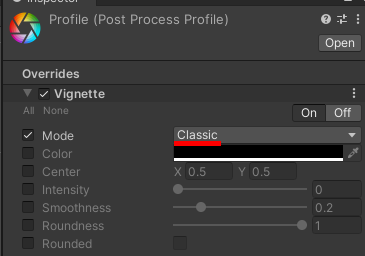 Inspector
Profile (Post Process Profile)
Open
Overrides
Vignette
All None
On Off
Mode Classic
Color
Center X 0.5 Y 0.5
Intensity 0
Smoothness 0.2
Roundness 1
Rounded